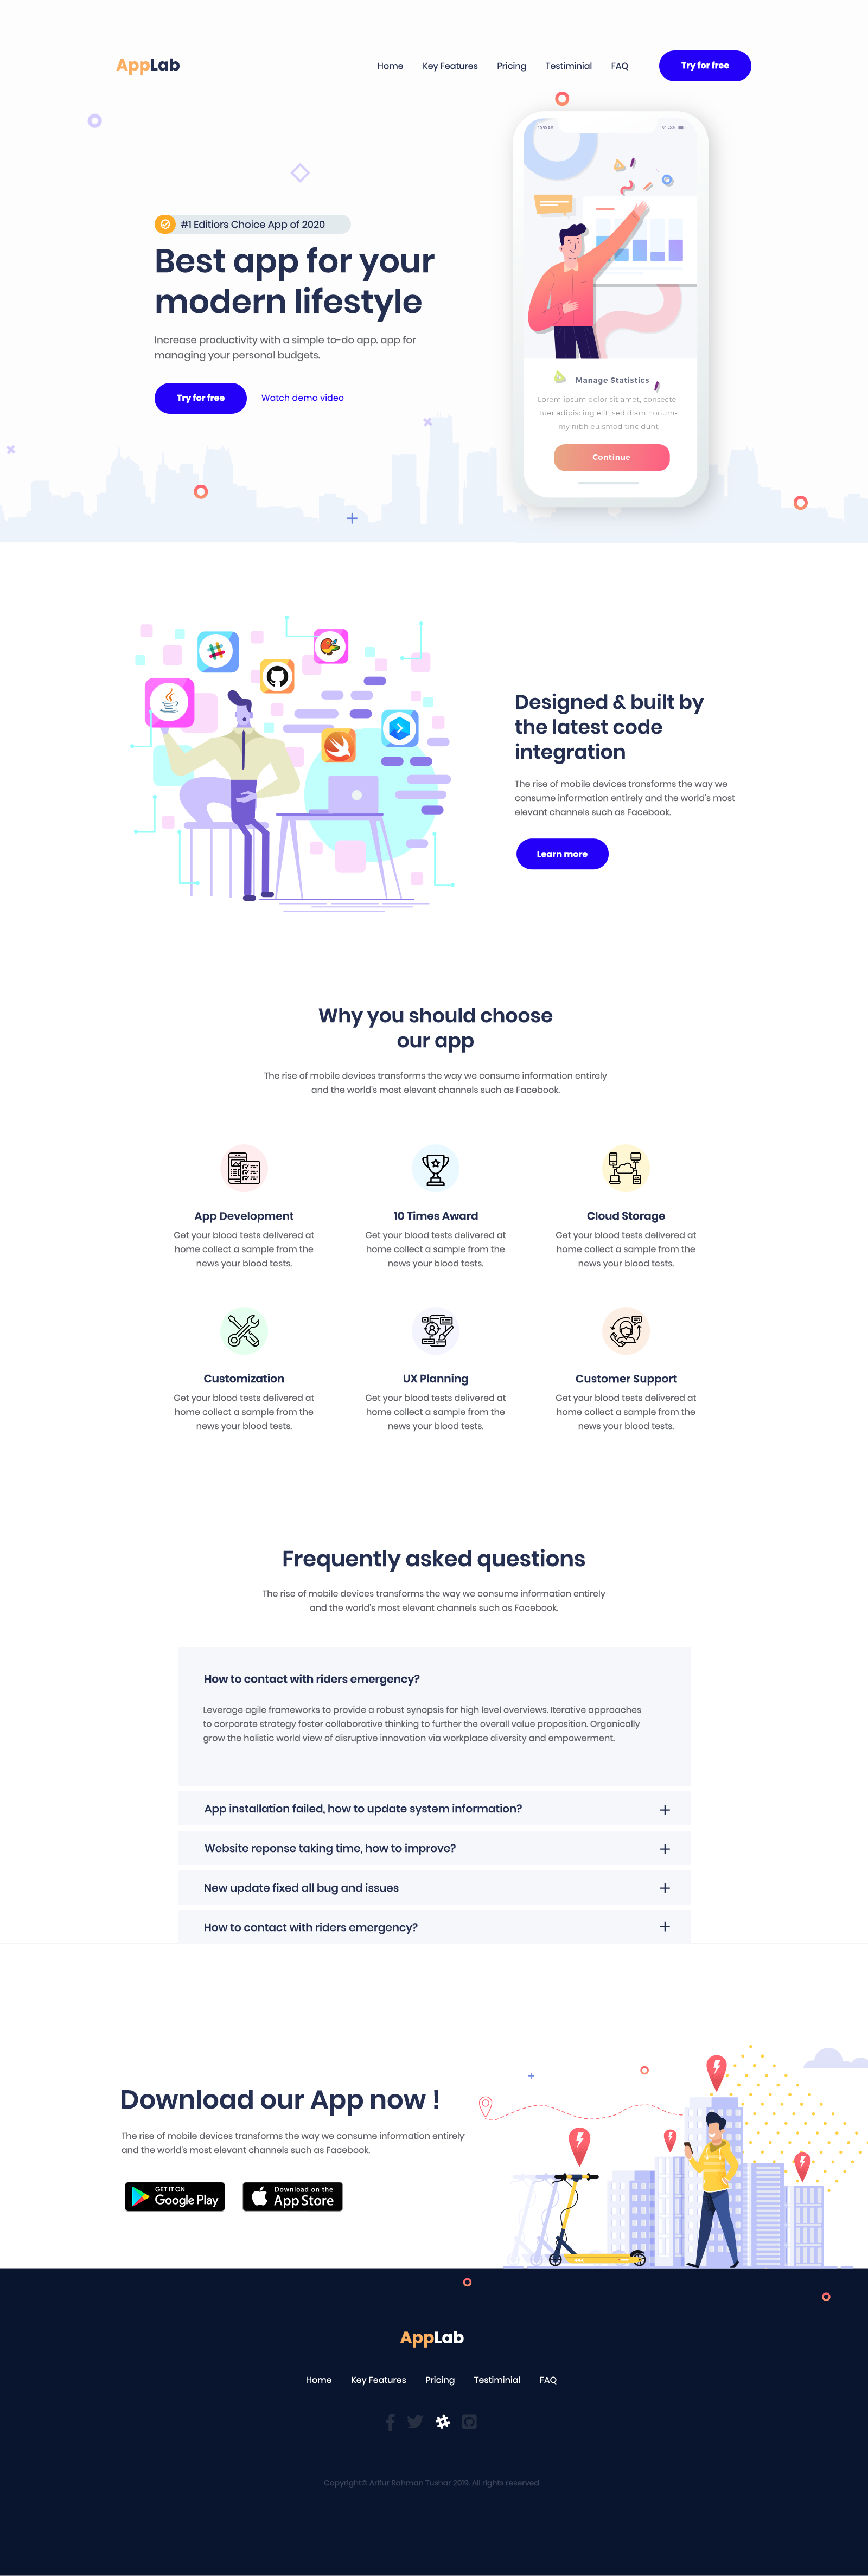 AppLab
Home Key Features Pricing Testiminial FAQ Try for free
10:50 AM 93%
#1 Editiors Choice App of 2020
Best app for your
modern lifestyle
Increase productivity with a simple to-do app. app for
managing your personal budgets.
Try for free Watch demo video
Manage Statistics
Lorem ipsum dolor sit amet, consecte-
tuer adipiscing elit, sed diam nonum-
my nibh euismod tincidunt
Continue
Designed & built by
the latest code
integration
The rise of mobile devices transforms the way we
consume information entirely and the world's most
elevant channels such as Facebook.
Learn more
Why you should choose
our app
The rise of mobile devices transforms the way we consume information entirely
and the world's most elevant channels such as Facebook.
App Development
Get your blood tests delivered at
home collect a sample from the
news your blood tests.
10 Times Award
Get your blood tests delivered at
home collect a sample from the
news your blood tests.
Cloud Storage
Get your blood tests delivered at
home collect a sample from the
news your blood tests.
Customization
Get your blood tests delivered at
home collect a sample from the
news your blood tests.
UX Planning
Get your blood tests delivered at
home collect a sample from the
news your blood tests.
Customer Support
Get your blood tests delivered at
home collect a sample from the
news your blood tests.
Frequently asked questions
The rise of mobile devices transforms the way we consume information entirely
and the world's most elevant channels such as Facebook.
How to contact with riders emergency?
Leverage agile frameworks to provide a robust synopsis for high level overviews. Iterative approaches
to corporate strategy foster collaborative thinking to further the overall value proposition. Organically
grow the holistic world view of disruptive innovation via workplace diversity and empowerment.
App installation failed, how to update system information?
Website reponse taking time, how to improve?
New update fixed all bug and issues
How to contact with riders emergency?
Download our App now !
The rise of mobile devices transforms the way we consume information entirely
and the world's most elevant channels such as Facebook.
GET IT ON
Google Play
Download on the
App Store
AppLab
Home Key Features Pricing Testiminial FAQ
Copyright© Arifur Rahman Tushar 2019. All rights reserved